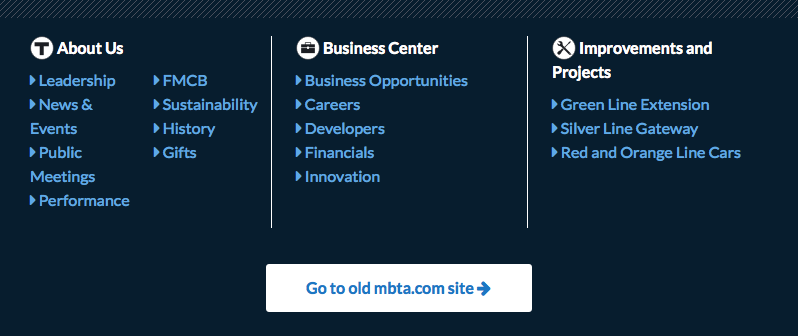 About Us
Leadership
News &
Events
Public
Meetings
Performance
FMCB
Sustainability
History
Gifts
Business Center
Business Opportunities
Careers
Developers
Financials
Innovation
Improvements and
Projects
Green Line Extension
Silver Line Gateway
Red and Orange Line Cars
Go to old mbta.com site